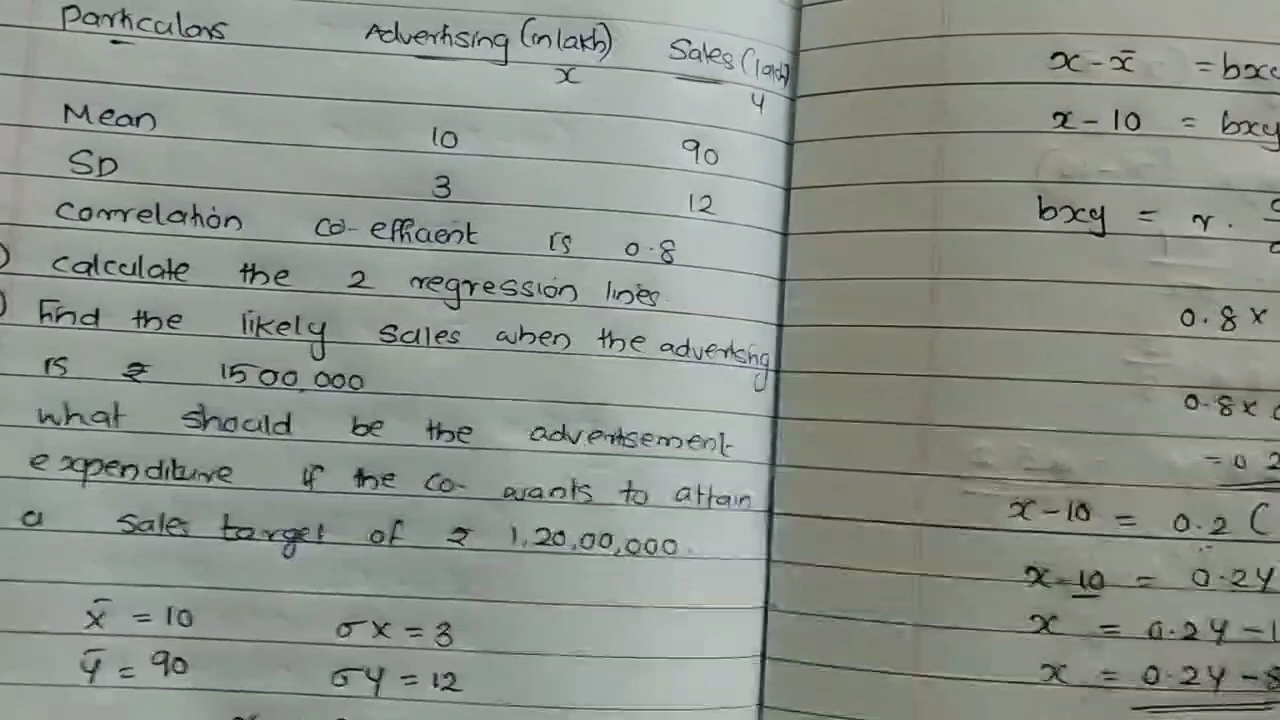 Particulars Advertising (in lakh) Sales (lakh)
x y
Mean 10 90
SD 3 12
Correlation co-efficient is 0.8
) calculate the 2 regression lines
) Find the likely sales when the advertising
is ₹ 1500,000
what should be the advertisement
expenditure if the co- wants to attain
a sales target of ₹ 1,20,00,000.
x̄ = 10 σx = 3
ȳ = 90 σy = 12
x - x̄ = bx
x - 10 = bxy
bxy = r.
0.8 x
0.8 x 0
= 0.2
x - 10 = 0.2 (
x - 10 = 0.2y
x = 0.2y - 1
x = 0.2y - 8